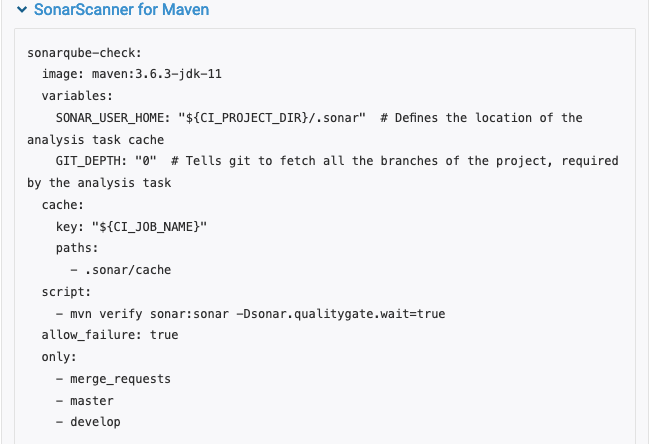 SonarScanner for Maven
sonarqube-check:
  image: maven:3.6.3-jdk-11
  variables:
    SONAR_USER_HOME: "${CI_PROJECT_DIR}/.sonar"  # Defines the location of the
analysis task cache
    GIT_DEPTH: "0"  # Tells git to fetch all the branches of the project, required
by the analysis task
  cache:
    key: "${CI_JOB_NAME}"
    paths:
      - .sonar/cache
  script:
    - mvn verify sonar:sonar -Dsonar.qualitygate.wait=true
  allow_failure: true
  only:
    - merge_requests
    - master
    - develop